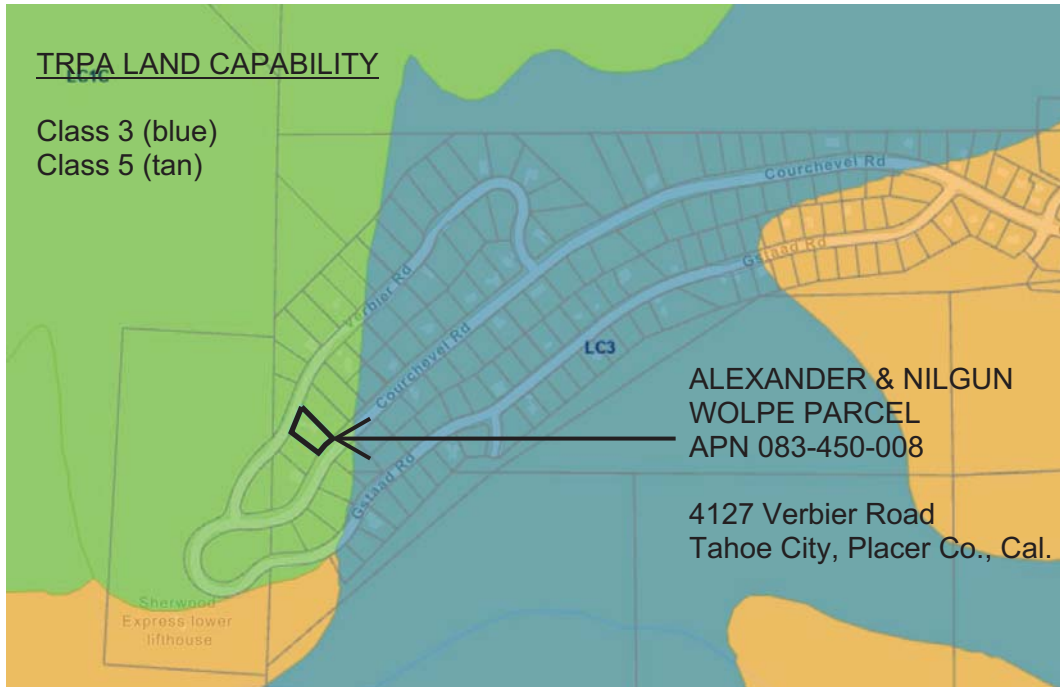 TRPA LAND CAPABILITY
LC1C
Class 3 (blue)
Class 5 (tan)
Courchevel Rd
Gstaad Rd
Verbier Rd
LC3
Courchevel Rd
ALEXANDER & NILGUN
WOLPE PARCEL
APN 083-450-008
Gstaad Rd
4127 Verbier Road
Tahoe City, Placer Co., Cal.
Sherwood
Express lower
lifthouse